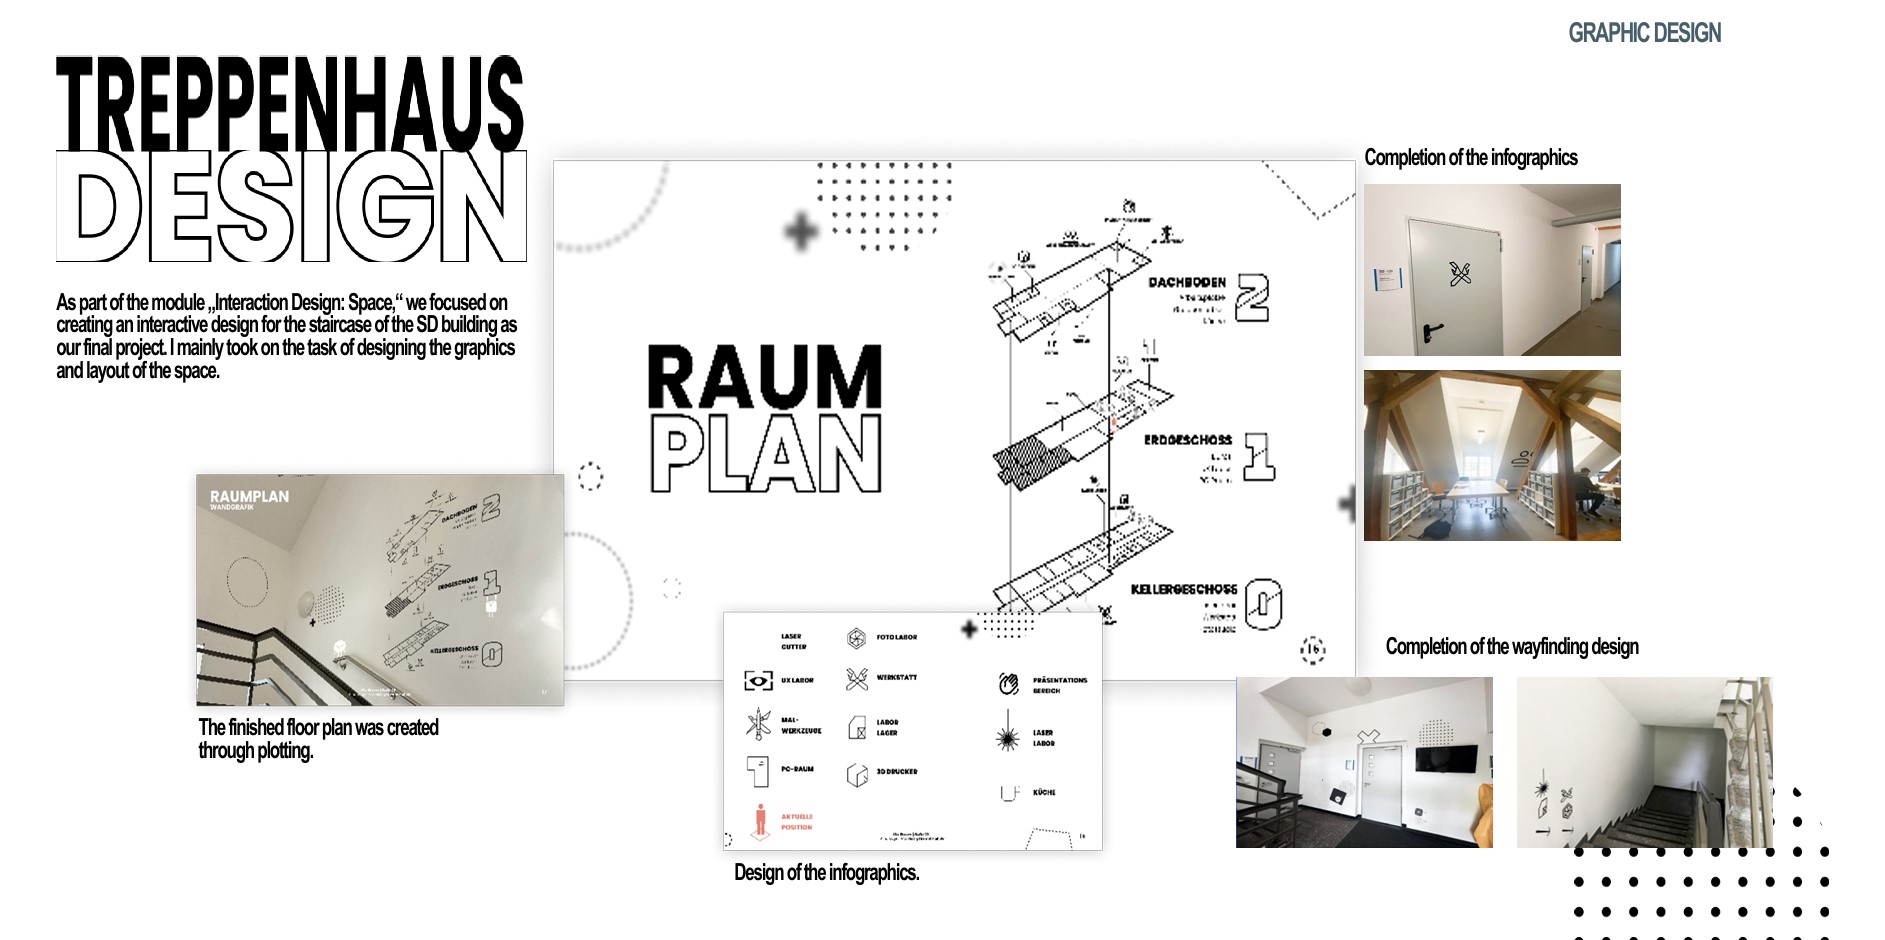 GRAPHIC DESIGN
TREPPENHAUS
DESIGN
As part of the module „Interaction Design: Space,“ we focused on
creating an interactive design for the staircase of the SD building as
our final project. I mainly took on the task of designing the graphics
and layout of the space.
RAUM
PLAN
DACHBODEN
2
ERDGESCHOSS
1
KELLERGESCHOSS
0
16
Completion of the infographics
RAUMPLAN
WANDGRAFIK
DACHBODEN
2
ERDGESCHOSS
1
KELLERGESCHOSS
0
The finished floor plan was created
through plotting.
LASER
CUTTER
UX LABOR
MAL-
WERKZEUGE
PC-RAUM
AKTUELLE
POSITION
FOTO LABOR
WERKSTATT
LABOR
LAGER
3D DRUCKER
PRÄSENTATIONS
BEREICH
LASER
LABOR
KÜCHE
Design of the infographics.
Completion of the wayfinding design